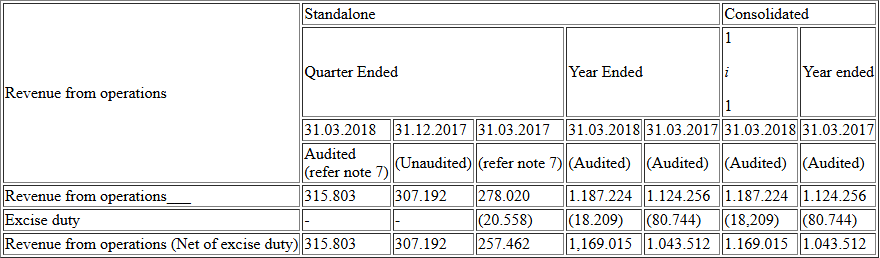 Standalone Consolidated
Revenue from operations
Quarter Ended Year Ended 1 Year ended
i
1
31.03.2018 31.12.2017 31.03.2017 31.03.2018 31.03.2017 31.03.2018 31.03.2017
Audited
(refer note 7) (Unaudited) (refer note 7) (Audited) (Audited) (Audited) (Audited)
Revenue from operations___ 315.803 307.192 278.020 1.187.224 1.124.256 1.187.224 1.124.256
Excise duty - - (20.558) (18.209) (80.744) (18,209) (80.744)
Revenue from operations (Net of excise duty) 315.803 307.192 257.462 1,169.015 1.043.512 1.169.015 1.043.512